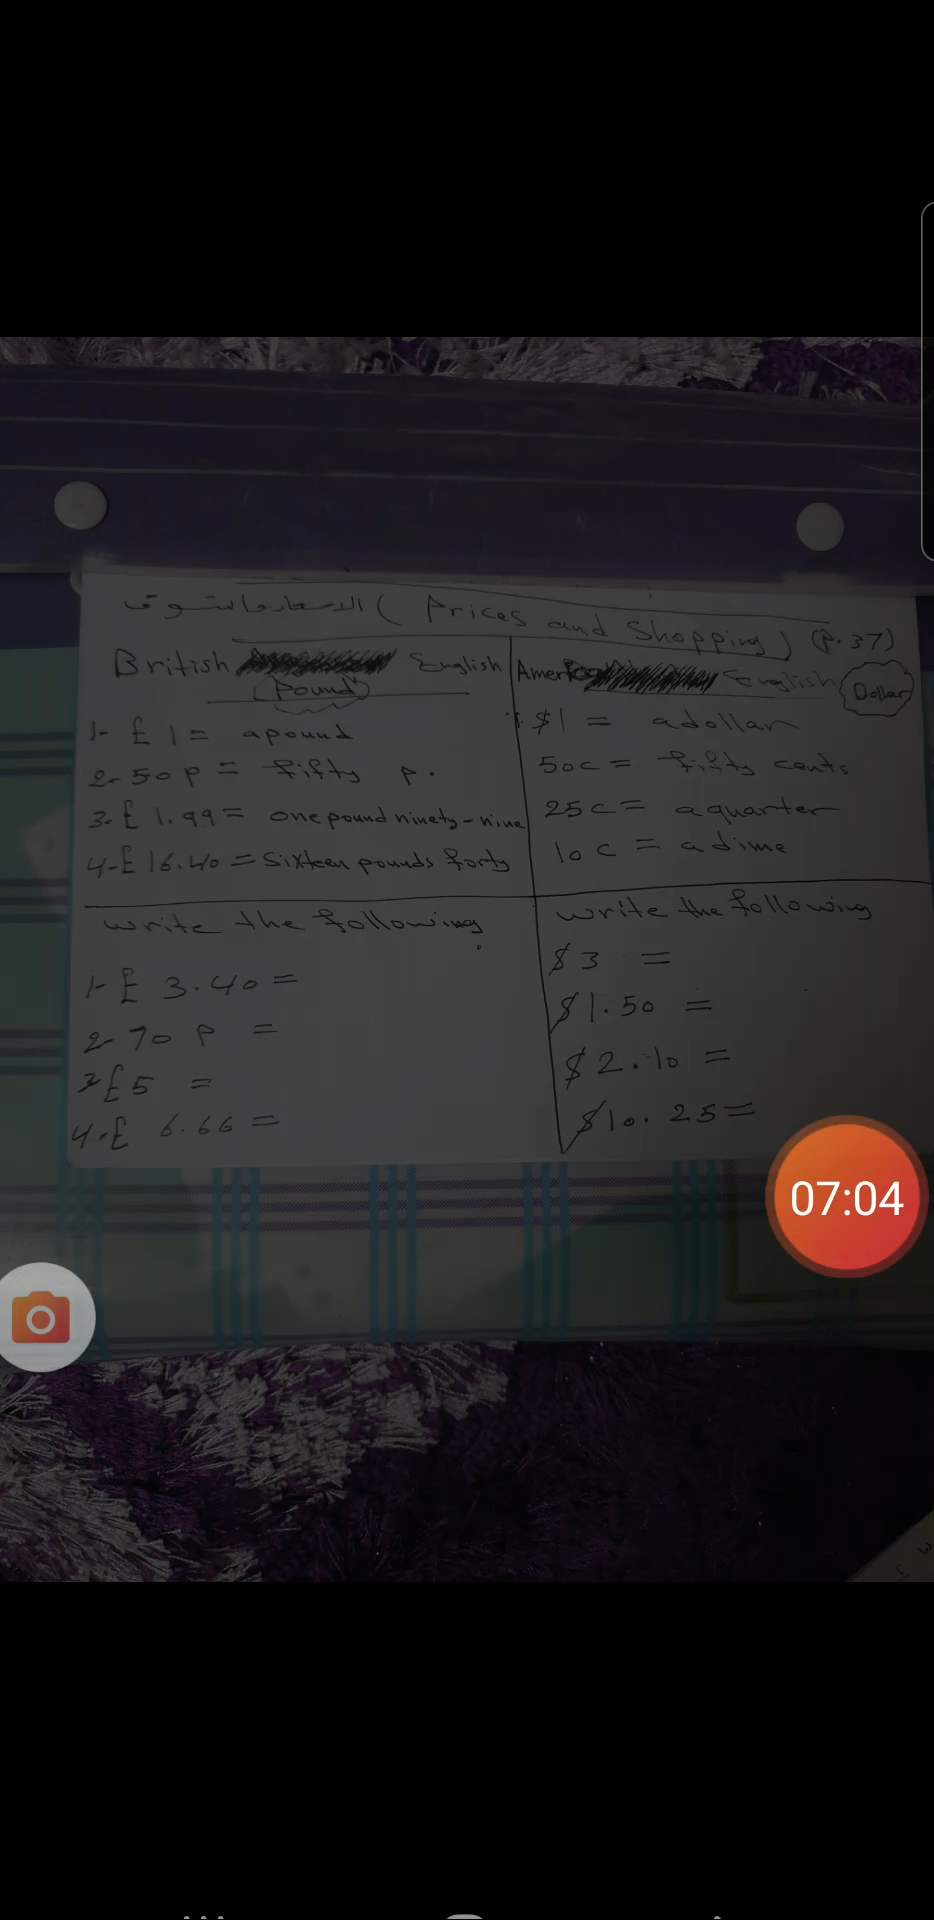 الاسعار والتسوق ( Prices and Shopping ) (P.37)
British English
(Pound)
1- £ 1 = a pound
2- 50 p = fifty p.
3- £ 1.99 = one pound ninety-nine
4- £ 16.40 = Sixteen pounds forty
American English
Dollar
$1 = a dollar
50c = fifty cents
25c = a quarter
10c = a dime
write the following
1- £ 3.40 =
2- 70 p =
3 £5 =
4- £ 6.66 =
write the following
$3 =
$1.50 =
$2.10 =
$10.25 =
07:04